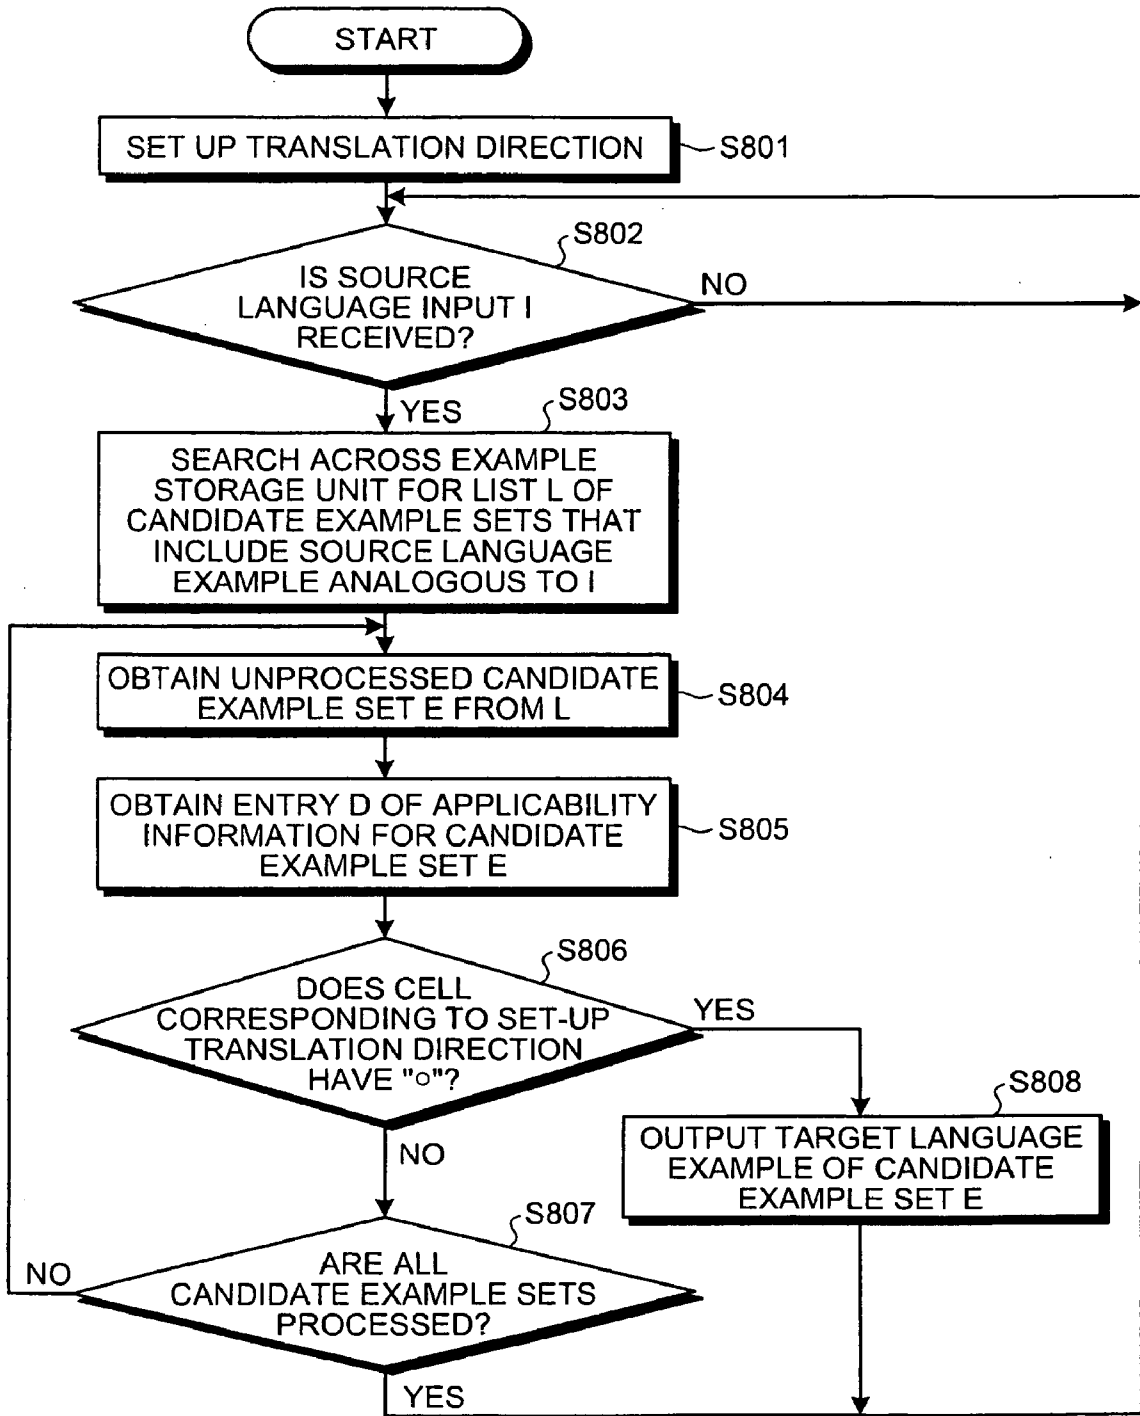 START
SET UP TRANSLATION DIRECTION
S801
S802
IS SOURCE
LANGUAGE INPUT I
RECEIVED?
NO
YES
S803
SEARCH ACROSS EXAMPLE
STORAGE UNIT FOR LIST L OF
CANDIDATE EXAMPLE SETS THAT
INCLUDE SOURCE LANGUAGE
EXAMPLE ANALOGOUS TO I
OBTAIN UNPROCESSED CANDIDATE
EXAMPLE SET E FROM L
S804
OBTAIN ENTRY D OF APPLICABILITY
INFORMATION FOR CANDIDATE
EXAMPLE SET E
S805
S806
DOES CELL
CORRESPONDING TO SET-UP
TRANSLATION DIRECTION
HAVE "○"?
YES
NO
S808
OUTPUT TARGET LANGUAGE
EXAMPLE OF CANDIDATE
EXAMPLE SET E
S807
ARE ALL
CANDIDATE EXAMPLE SETS
PROCESSED?
NO
YES